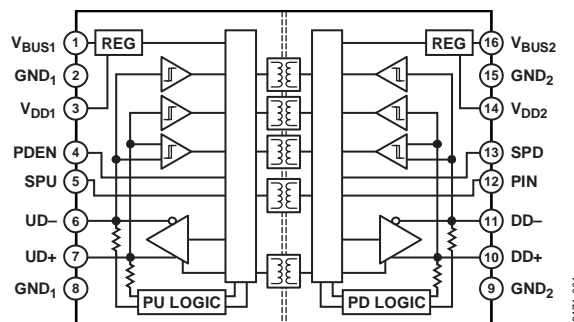 1 VBUS1 REG
2 GND1
3 VDD1
4 PDEN
5 SPU
6 UD–
7 UD+
8 GND1
PU LOGIC
REG 16 VBUS2
15 GND2
14 VDD2
13 SPD
12 PIN
11 DD–
10 DD+
9 GND2
PD LOGIC